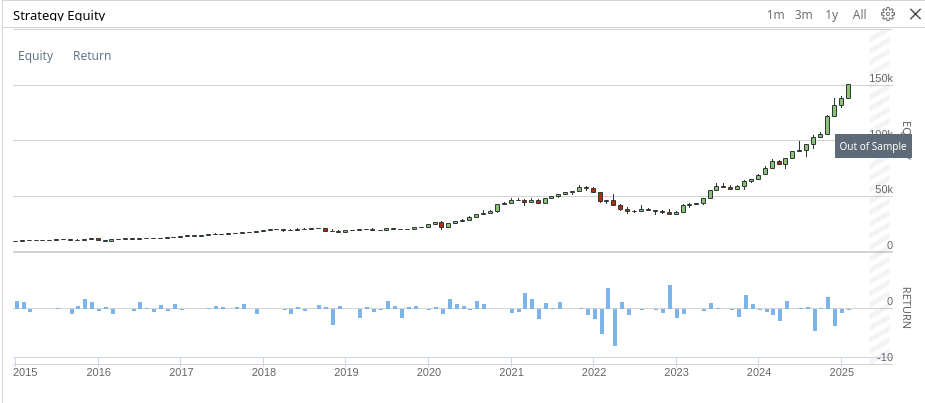 Strategy Equity
1m 3m 1y All
Equity Return
150k
100k
Out of Sample
50k
0
0
RETURN
-10
2015 2016 2017 2018 2019 2020 2021 2022 2023 2024 2025